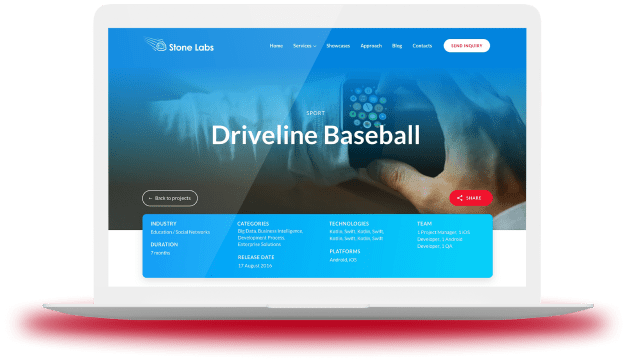 Stone Labs
Home Services Showcases Approach Blog Contacts SEND INQUIRY
SPORT
Driveline Baseball
← Back to projects
SHARE
INDUSTRY
Education / Social Networks
DURATION
7 months
CATEGORIES
Big Data, Business Intelligence,
Development Process,
Enterprise Solutions
RELEASE DATE
17 August 2016
TECHNOLOGIES
Kotlin, Swift, Kotlin, Swift,
Kotlin, Swift, Kotlin, Swift
PLATFORMS
Android, iOS
TEAM
1 Project Manager, 1 iOS
Developer, 1 Android
Developer, 1 QA